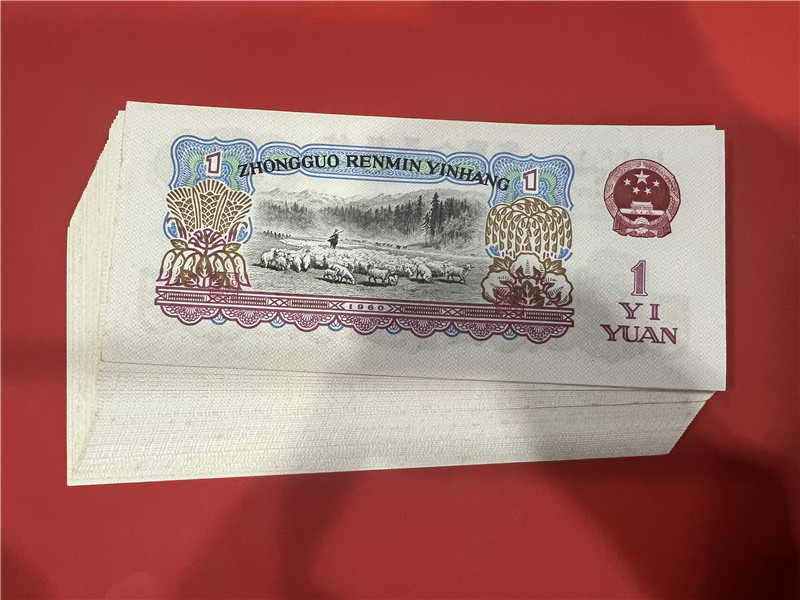 1 ZHONGGUO RENMIN YINHANG 1
1960
1
YI
YUAN